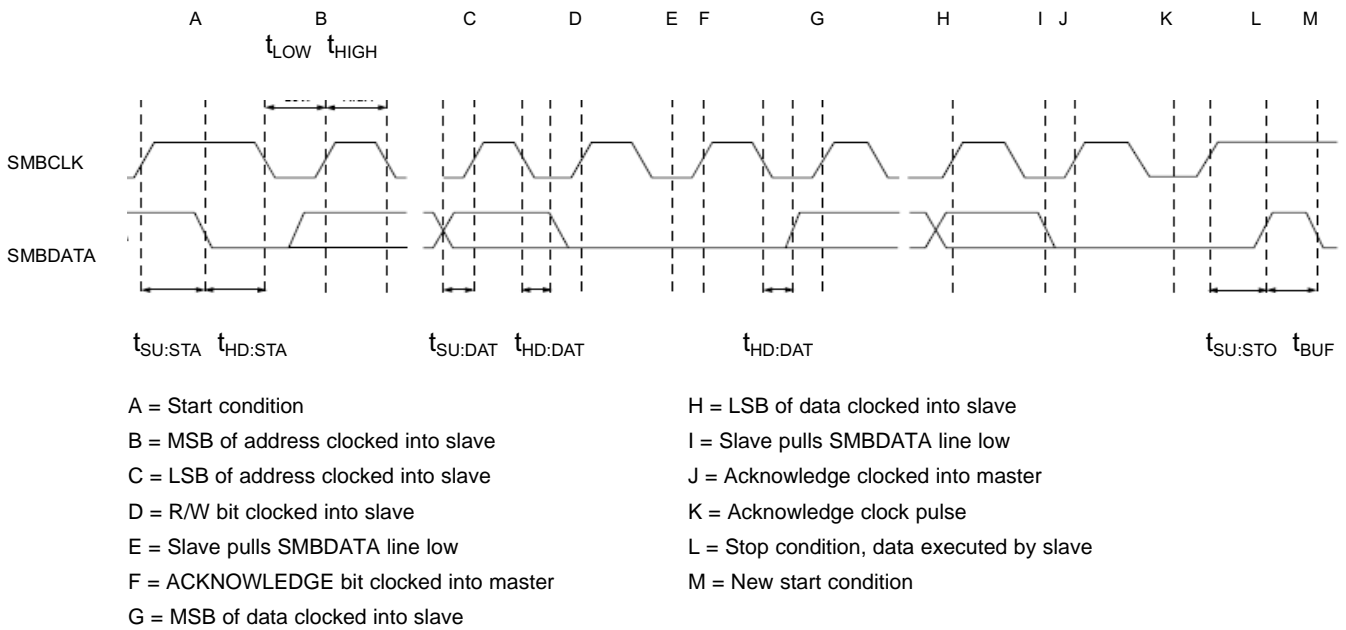 A B C D E F G H I J K L M
tLOW tHIGH
SMBCLK
SMBDATA
tSU:STA tHD:STA tSU:DAT tHD:DAT tHD:DAT tSU:STO tBUF
A = Start condition
B = MSB of address clocked into slave
C = LSB of address clocked into slave
D = R/W bit clocked into slave
E = Slave pulls SMBDATA line low
F = ACKNOWLEDGE bit clocked into master
G = MSB of data clocked into slave
H = LSB of data clocked into slave
I = Slave pulls SMBDATA line low
J = Acknowledge clocked into master
K = Acknowledge clock pulse
L = Stop condition, data executed by slave
M = New start condition